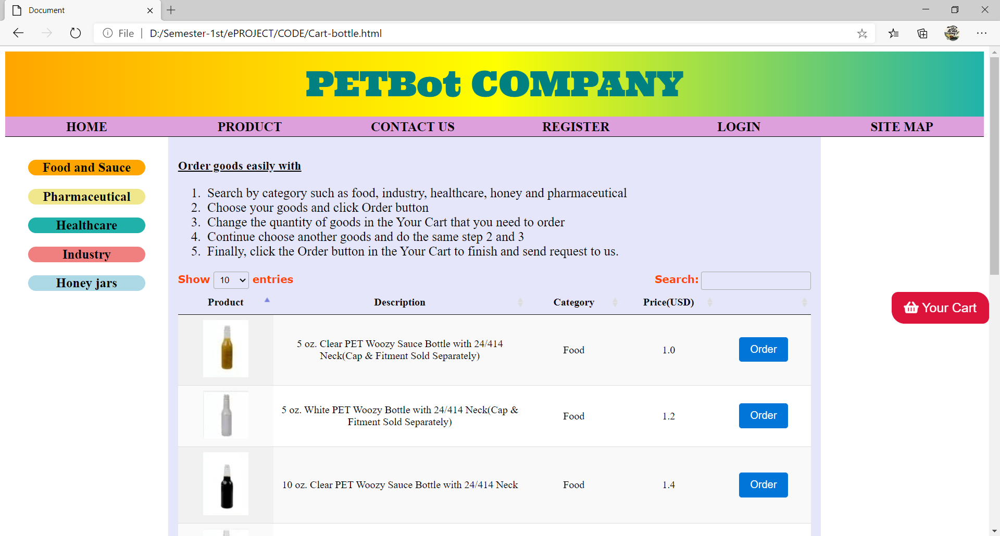 Document
File | D:/Semester-1st/ePROJECT/CODE/Cart-bottle.html
PETBot COMPANY
HOME PRODUCT CONTACT US REGISTER LOGIN SITE MAP
Food and Sauce
Pharmaceutical
Healthcare
Industry
Honey jars
Order goods easily with
1. Search by category such as food, industry, healthcare, honey and pharmaceutical
2. Choose your goods and click Order button
3. Change the quantity of goods in the Your Cart that you need to order
4. Continue choose another goods and do the same step 2 and 3
5. Finally, click the Order button in the Your Cart to finish and send request to us.
Show 10 entries Search:
Product Description Category Price(USD)
Your Cart
5 oz. Clear PET Woozy Sauce Bottle with 24/414
Neck(Cap & Fitment Sold Separately) Food 1.0 Order
5 oz. White PET Woozy Bottle with 24/414 Neck(Cap &
Fitment Sold Separately) Food 1.2 Order
10 oz. Clear PET Woozy Sauce Bottle with 24/414 Neck Food 1.4 Order